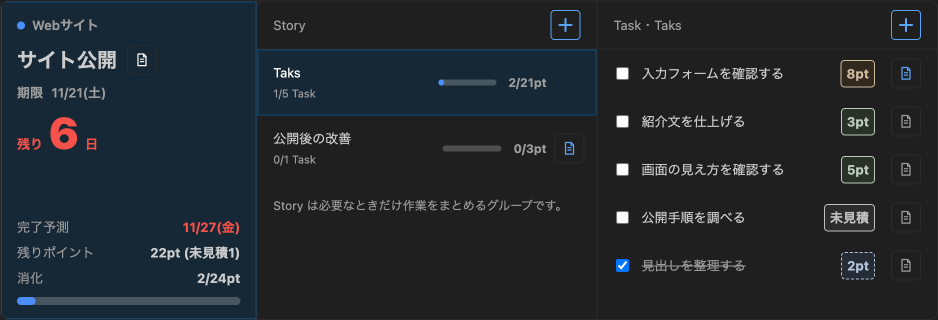 Webサイト
サイト公開
期限 11/21(土)
残り 6 日
完了予測 11/27(金)
残りポイント 22pt (未見積1)
消化 2/24pt
Story
Taks
1/5 Task
2/21pt
公開後の改善
0/1 Task
0/3pt
Story は必要なときだけ作業をまとめるグループです。
Task・Taks
入力フォームを確認する 8pt
紹介文を仕上げる 3pt
画面の見え方を確認する 5pt
公開手順を調べる 未見積
見出しを整理する 2pt